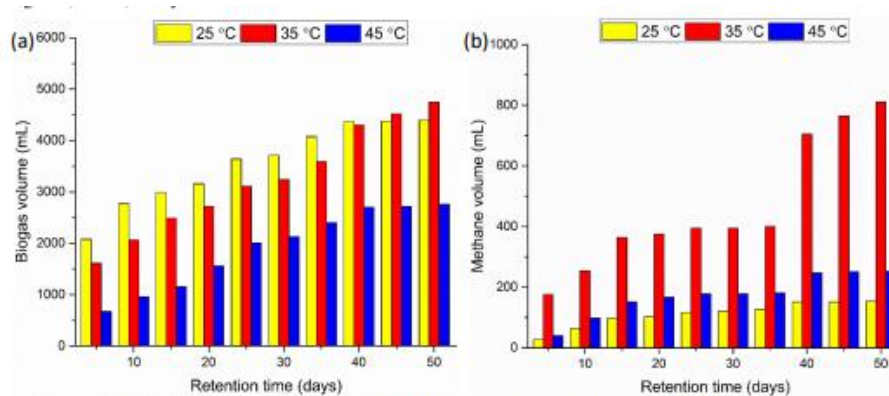 (a)
25 °C 35 °C 45 °C
6000
5000
4000
3000
2000
1000
0
Biogas volume (mL)
10 20 30 40 50
Retention time (days)
(b)
25 °C 35 °C 45 °C
1000
800
600
400
200
0
Methane volume (mL)
10 20 30 40 50
Retention time (days)